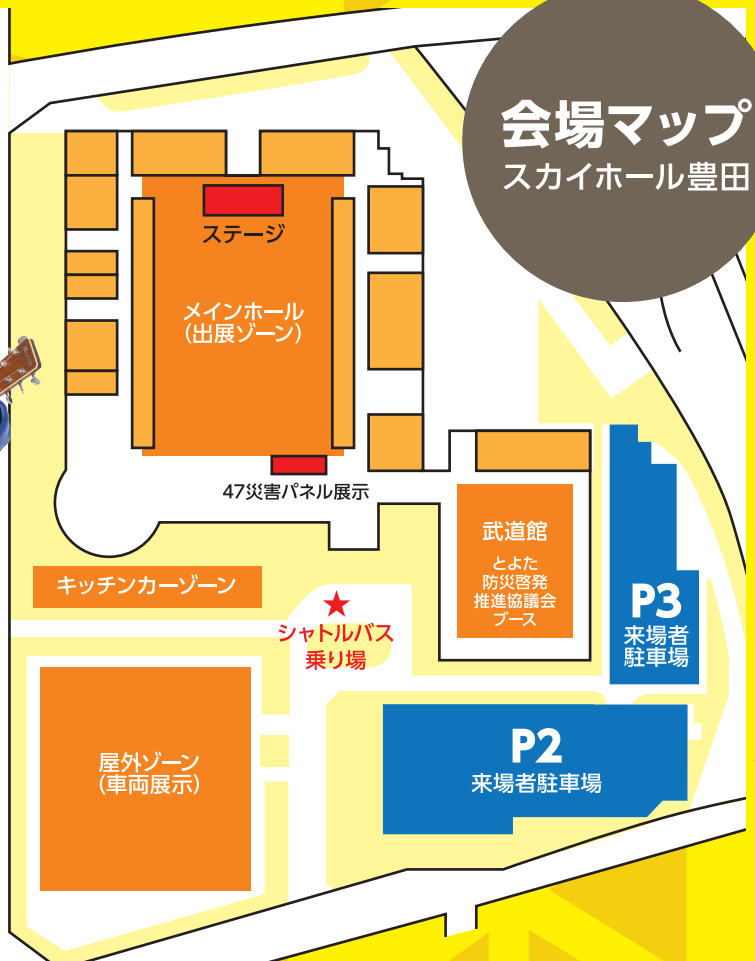 会場マップ
スカイホール豊田
ステージ
メインホール
(出展ゾーン)
47災害パネル展示
武道館
とよた
防災啓発
推進協議会
ブース
キッチンカーゾーン
シャトルバス
乗り場
P3
来場者
駐車場
屋外ゾーン
(車両展示)
P2
来場者駐車場